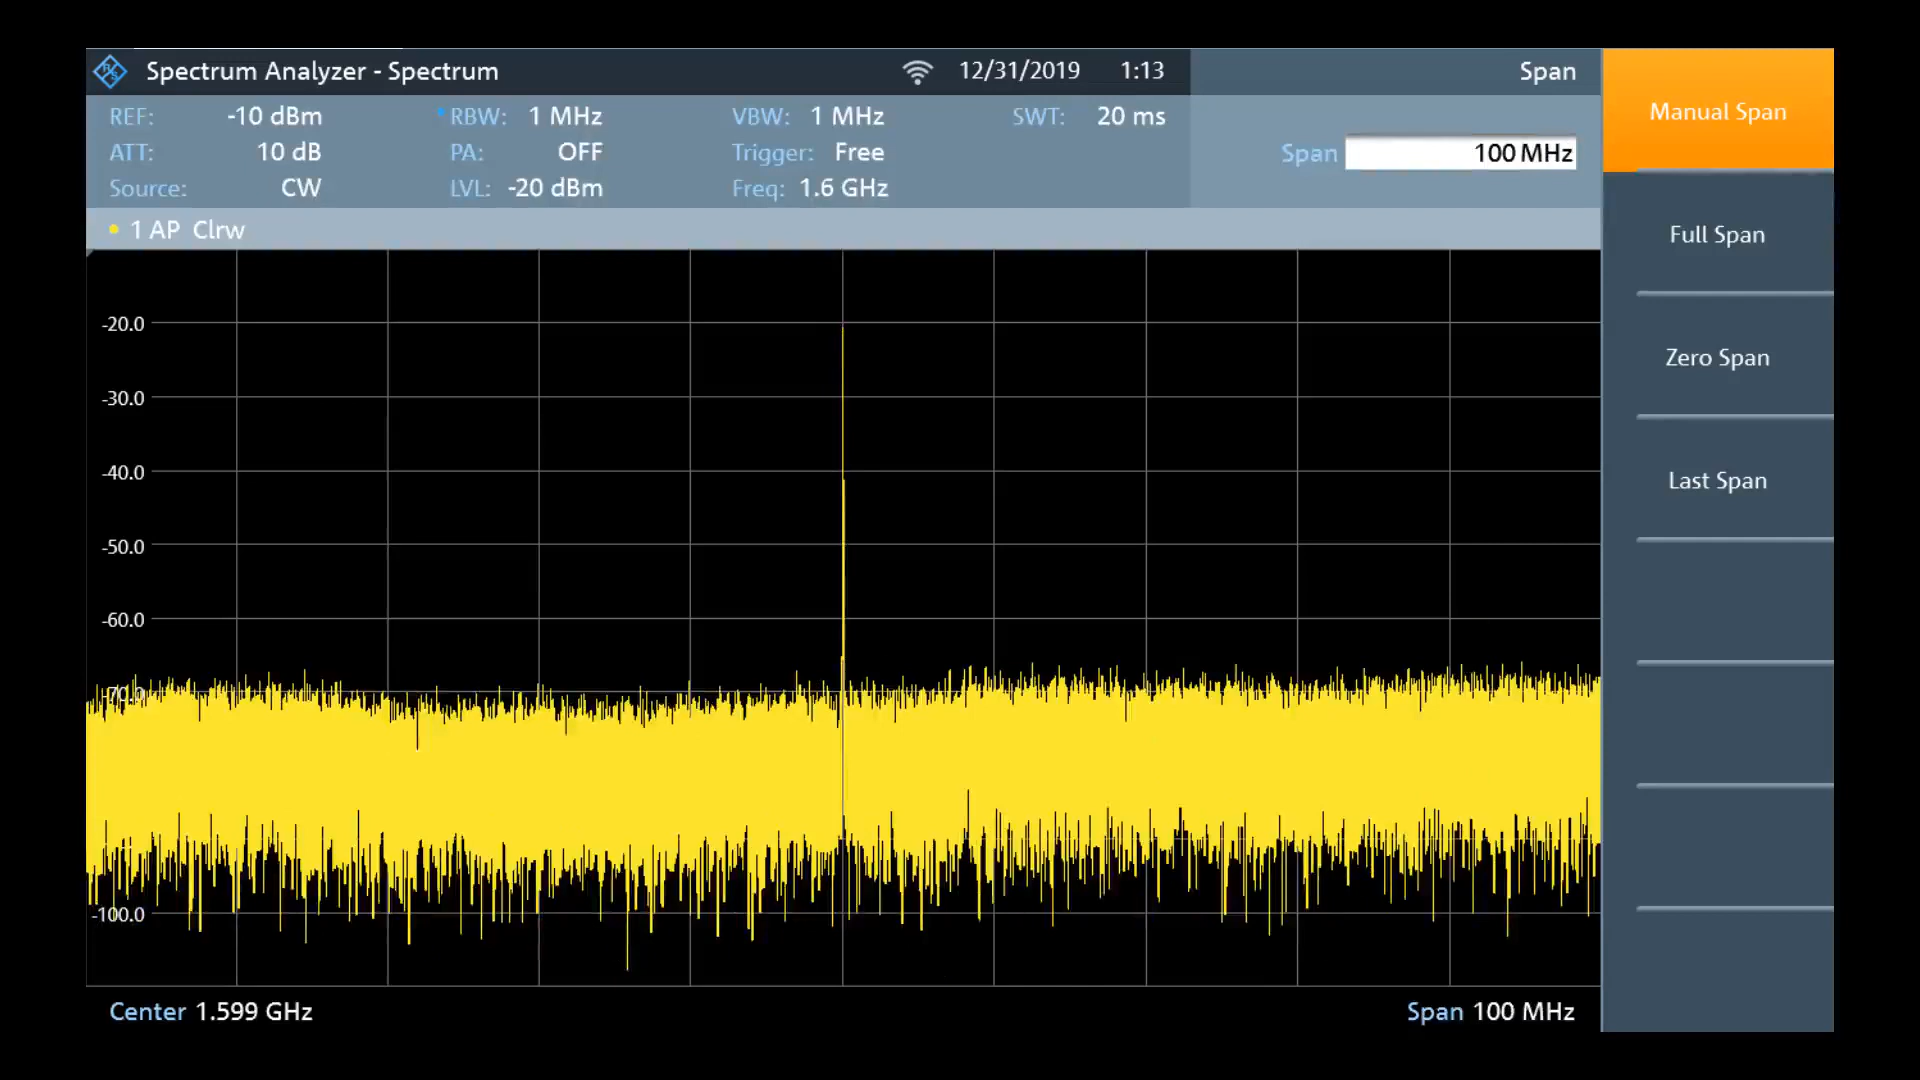 Spectrum Analyzer - Spectrum 12/31/2019 1:13 Span
REF: -10 dBm RBW: 1 MHz VBW: 1 MHz SWT: 20 ms
ATT: 10 dB PA: OFF Trigger: Free Span 100 MHz
Source: CW LVL: -20 dBm Freq: 1.6 GHz
1 AP Clrw
Manual Span
Full Span
Zero Span
Last Span
-20.0
-30.0
-40.0
-50.0
-60.0
-70.0
-100.0
Center 1.599 GHz Span 100 MHz